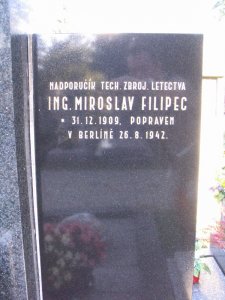 NADPORUČÍK TECH. ZBROJ. LETECTVA
ING. MIROSLAV FILIPEC
* 31.12.1909, POPRAVEN
V BERLÍNĚ 26.8.1942.